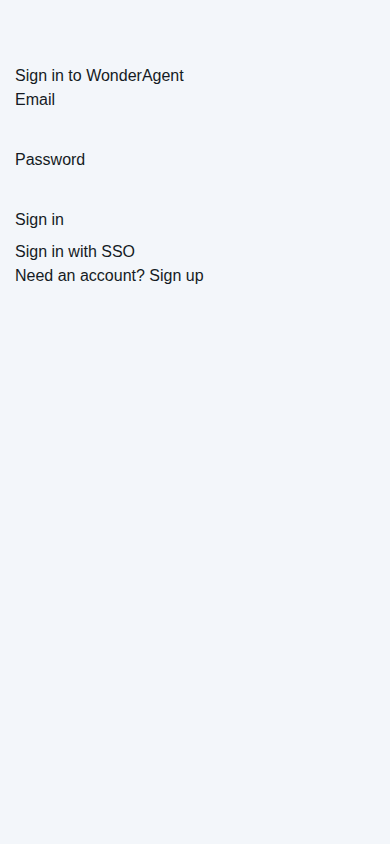 Sign in to WonderAgent
Email
Password
Sign in
Sign in with SSO
Need an account? Sign up